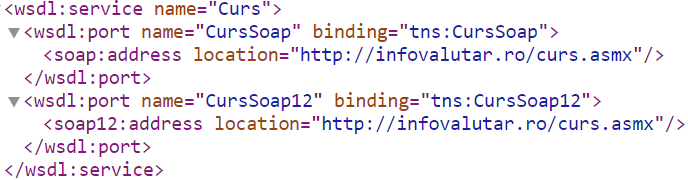 <wsdl:service name="Curs">
▼<wsdl:port name="CursSoap" binding="tns:CursSoap">
<soap:address location="http://infovalutar.ro/curs.asmx"/>
</wsdl:port>
▼<wsdl:port name="CursSoap12" binding="tns:CursSoap12">
<soap12:address location="http://infovalutar.ro/curs.asmx"/>
</wsdl:port>
</wsdl:service>